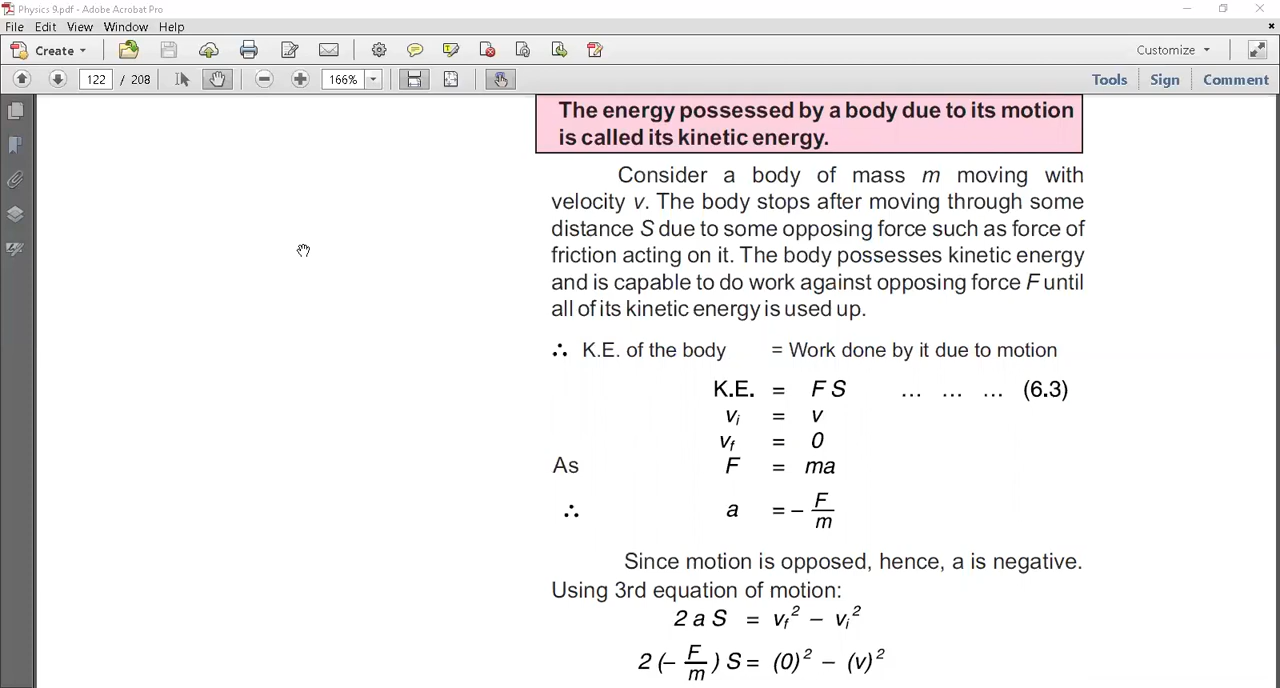 Physics 9.pdf - Adobe Acrobat Pro
File Edit View Window Help
Create Customize
122 / 208 166% Tools Sign Comment
The energy possessed by a body due to its motion
is called its kinetic energy.
Consider a body of mass m moving with
velocity v. The body stops after moving through some
distance S due to some opposing force such as force of
friction acting on it. The body possesses kinetic energy
and is capable to do work against opposing force F until
all of its kinetic energy is used up.
∴ K.E. of the body = Work done by it due to motion
K.E. = F S … … … (6.3)
vᵢ = v
v_f = 0
As F = ma
∴ a = – F/m
Since motion is opposed, hence, a is negative.
Using 3rd equation of motion:
2 a S = v_f² – vᵢ²
2 (– F/m ) S = (0)² – (v)²